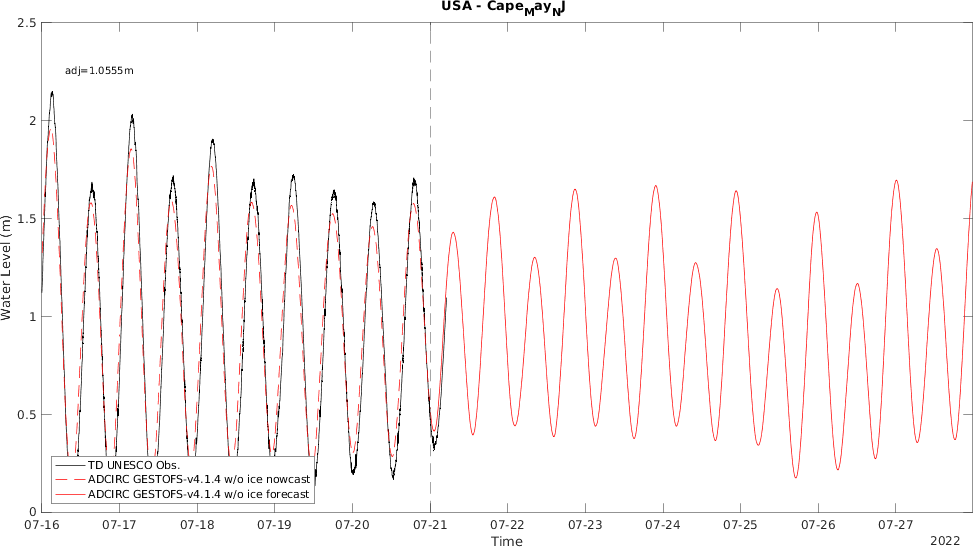 USA - Cape_May_NJ
adj=1.0555m
2.5
2
1.5
1
0.5
0
Water Level (m)
TD UNESCO Obs.
ADCIRC GESTOFS-v4.1.4 w/o ice nowcast
ADCIRC GESTOFS-v4.1.4 w/o ice forecast
07-16 07-17 07-18 07-19 07-20 07-21 07-22 07-23 07-24 07-25 07-26 07-27
Time
2022